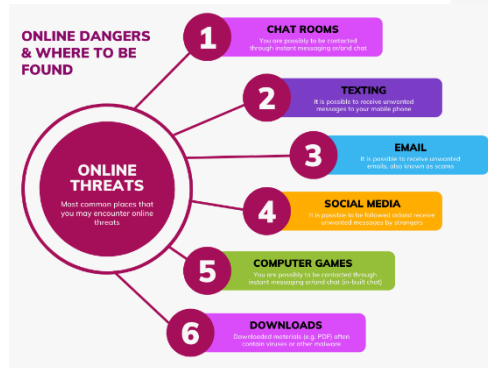 ONLINE DANGERS
& WHERE TO BE
FOUND
1
CHAT ROOMS
You are possibly to be contacted
through instant messaging or/and chat
2
TEXTING
It is possible to receive unwanted
messages to your mobile phone
3
EMAIL
It is possible to receive unwanted
emails, also known as scams
ONLINE
THREATS
Most common places that
you may encounter online
threats
4
SOCIAL MEDIA
It is possible to be followed or/and receive
unwanted messages by strangers
5
COMPUTER GAMES
You are possibly to be contacted through
instant messaging or/and chat (in-built chat)
6
DOWNLOADS
Downloaded materials (e.g. PDF) often
contain viruses or other malware